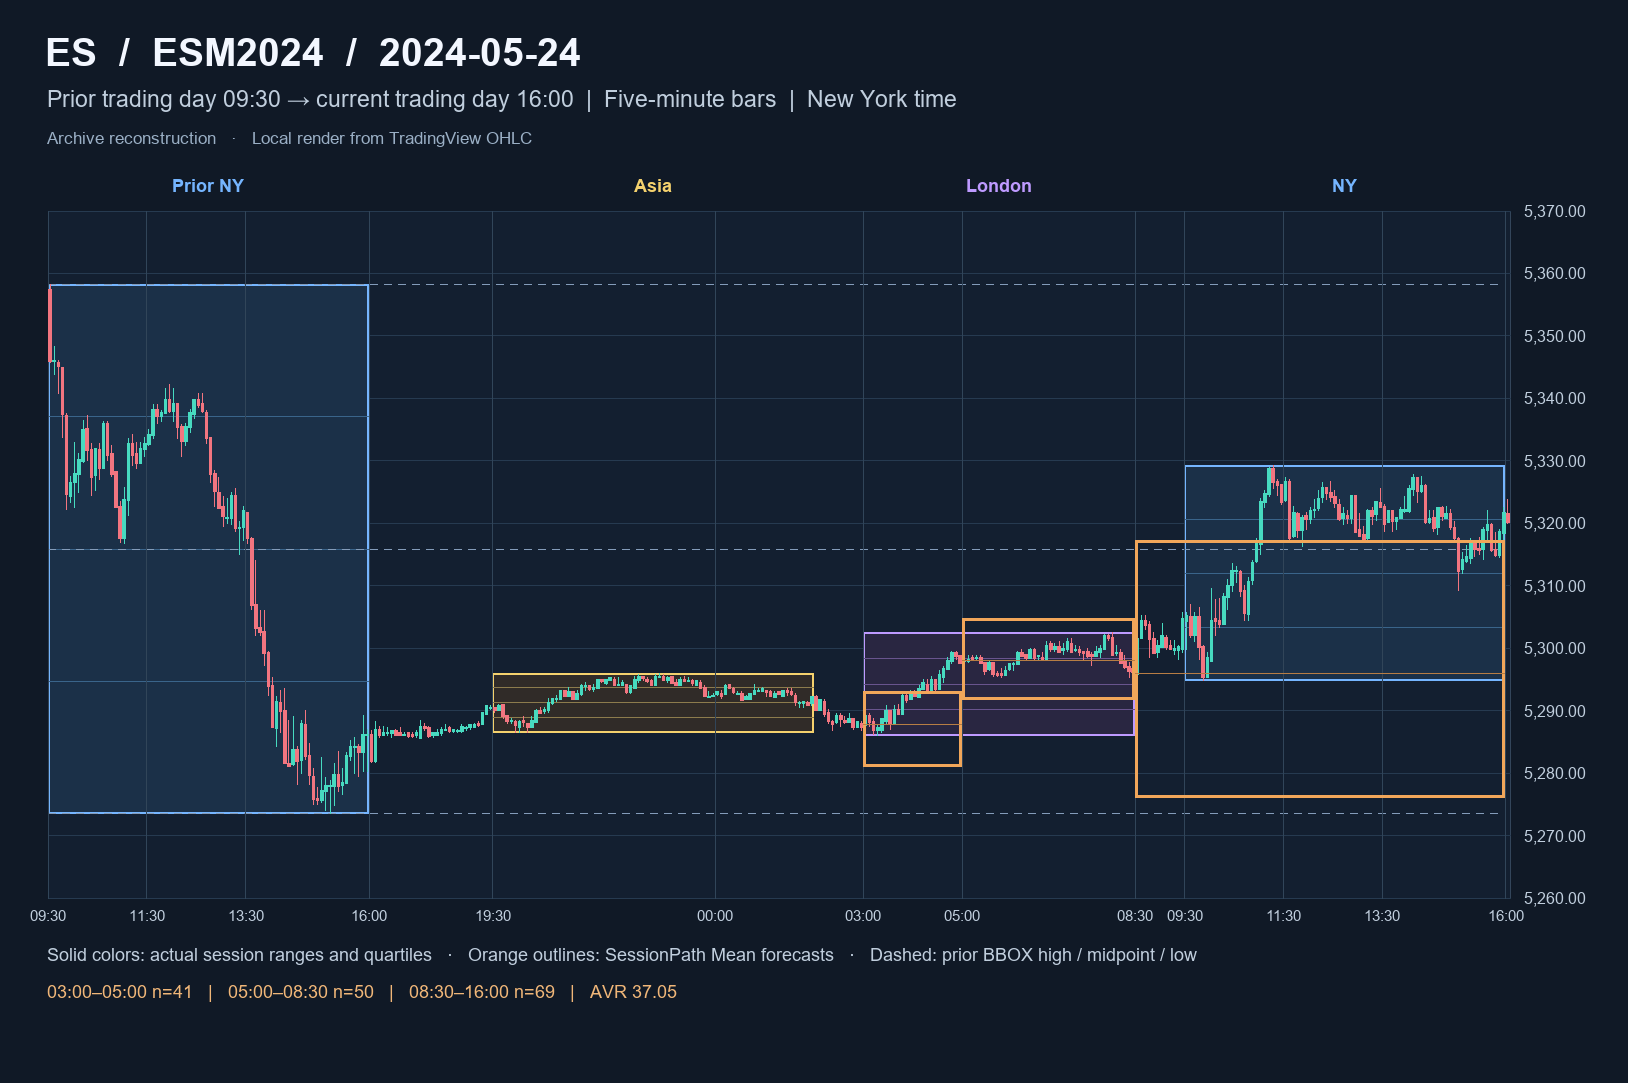 ES / ESM2024 / 2024-05-24
Prior trading day 09:30 → current trading day 16:00 | Five-minute bars | New York time
Archive reconstruction · Local render from TradingView OHLC
Prior NY Asia London NY
5,370.00
5,360.00
5,350.00
5,340.00
5,330.00
5,320.00
5,310.00
5,300.00
5,290.00
5,280.00
5,270.00
5,260.00
09:30 11:30 13:30 16:00 19:30 00:00 03:00 05:00 08:30 09:30 11:30 13:30 16:00
Solid colors: actual session ranges and quartiles · Orange outlines: SessionPath Mean forecasts · Dashed: prior BBOX high / midpoint / low
03:00–05:00 n=41 | 05:00–08:30 n=50 | 08:30–16:00 n=69 | AVR 37.05